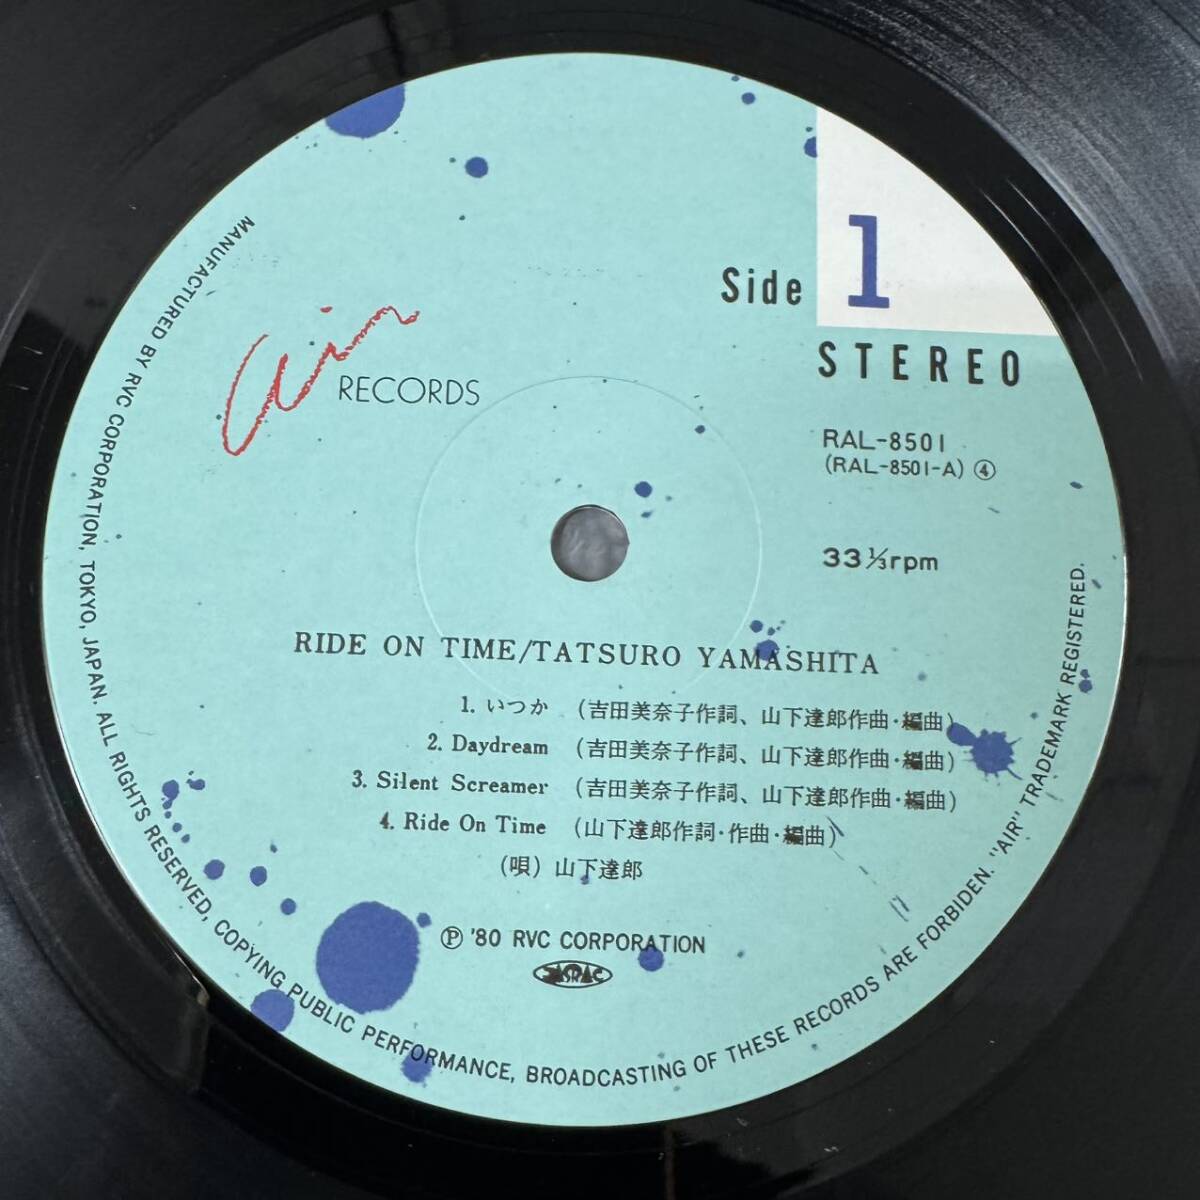 Side 1
STEREO
air RECORDS
RAL-8501
(RAL-8501-A) ④
33 ⅓rpm
RIDE ON TIME/TATSURO YAMASHITA
1. いつか (吉田美奈子作詞、山下達郎作曲・編曲)
2. Daydream (吉田美奈子作詞、山下達郎作曲・編曲)
3. Silent Screamer (吉田美奈子作詞、山下達郎作曲・編曲)
4. Ride On Time (山下達郎作詞・作曲・編曲)
(唄) 山下達郎
Ⓟ '80 RVC CORPORATION
JASRAC
MANUFACTURED BY RVC CORPORATION, TOKYO, JAPAN. ALL RIGHTS RESERVED, COPYING PUBLIC PERFORMANCE, BROADCASTING OF THESE RECORDS ARE FORBIDEN. "AIR" TRADEMARK REGISTERED.